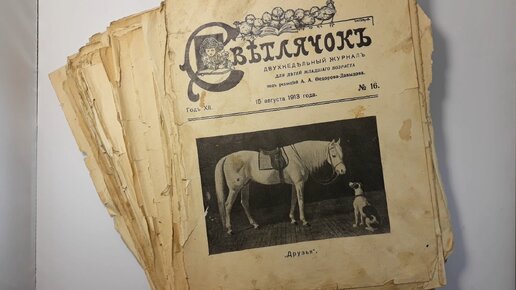 Свѣтлячокъ
ДВУХНЕДѢЛЬНЫЙ ЖУРНАЛЪ
ДЛЯ ДѢТЕЙ МЛАДШАГО ВОЗРАСТА
подъ редакціей А. А. Федорова-Давыдова.
Годъ XII. 15 августа 1913 года. № 16.
„Друзья".